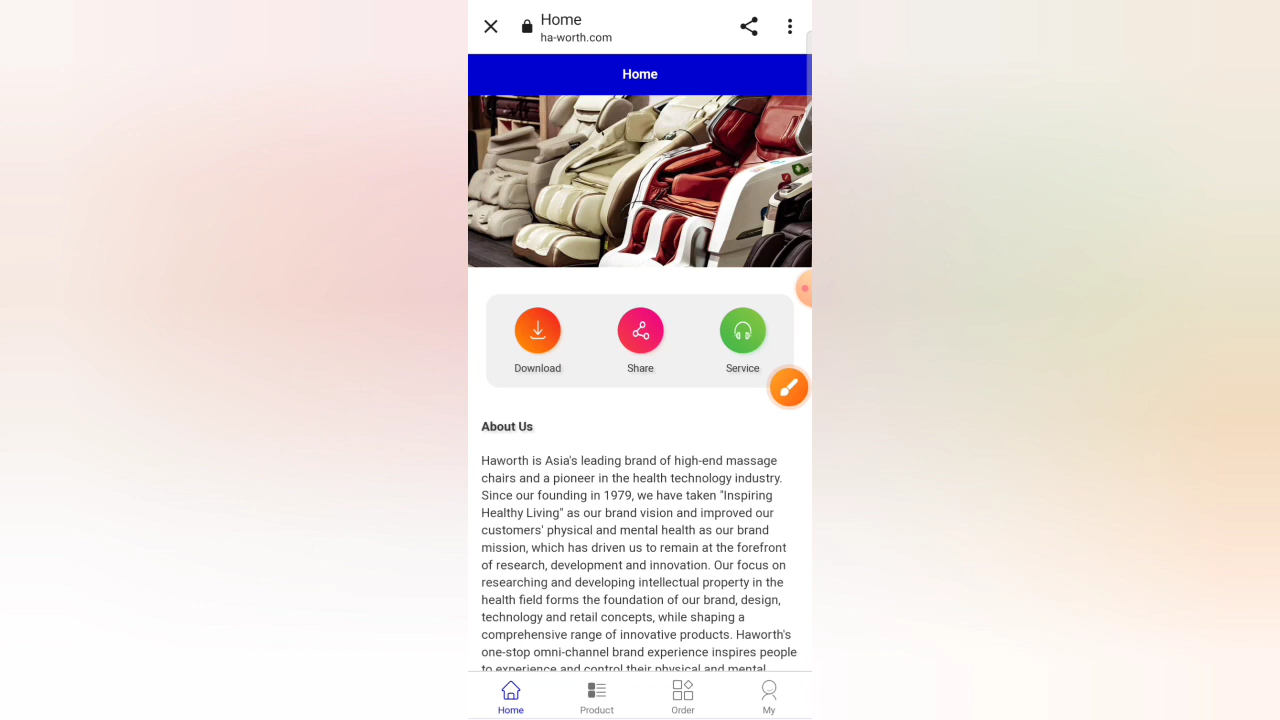 Home
ha-worth.com
Home
Download
Share
Service
About Us
Haworth is Asia's leading brand of high-end massage
chairs and a pioneer in the health technology industry.
Since our founding in 1979, we have taken "Inspiring
Healthy Living" as our brand vision and improved our
customers' physical and mental health as our brand
mission, which has driven us to remain at the forefront
of research, development and innovation. Our focus on
researching and developing intellectual property in the
health field forms the foundation of our brand, design,
technology and retail concepts, while shaping a
comprehensive range of innovative products. Haworth's
one-stop omni-channel brand experience inspires people
to experience and control their physical and mental
Home
Product
Order
My